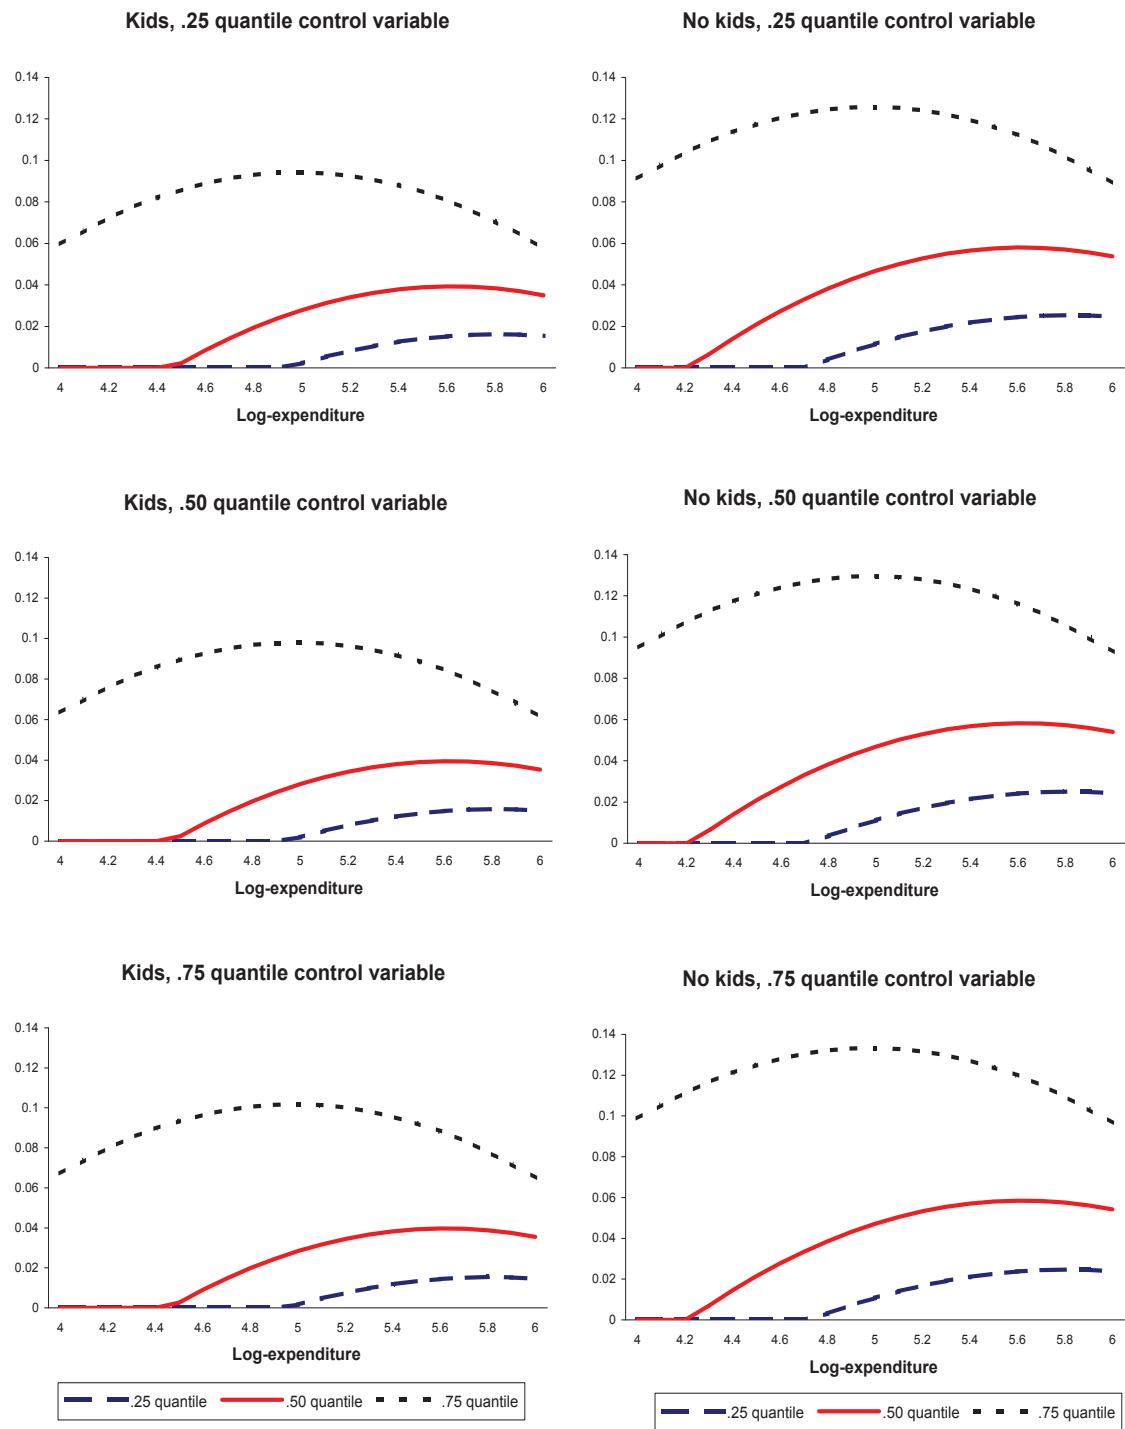 Kids, .25 quantile control variable
0.14
0.12
0.1
0.08
0.06
0.04
0.02
0
4 4.2 4.4 4.6 4.8 5 5.2 5.4 5.6 5.8 6
Log-expenditure
No kids, .25 quantile control variable
0.14
0.12
0.1
0.08
0.06
0.04
0.02
0
4 4.2 4.4 4.6 4.8 5 5.2 5.4 5.6 5.8 6
Log-expenditure
Kids, .50 quantile control variable
0.14
0.12
0.1
0.08
0.06
0.04
0.02
0
4 4.2 4.4 4.6 4.8 5 5.2 5.4 5.6 5.8 6
Log-expenditure
No kids, .50 quantile control variable
0.14
0.12
0.1
0.08
0.06
0.04
0.02
0
4 4.2 4.4 4.6 4.8 5 5.2 5.4 5.6 5.8 6
Log-expenditure
Kids, .75 quantile control variable
0.14
0.12
0.1
0.08
0.06
0.04
0.02
0
4 4.2 4.4 4.6 4.8 5 5.2 5.4 5.6 5.8 6
Log-expenditure
.25 quantile .50 quantile .75 quantile
No kids, .75 quantile control variable
0.14
0.12
0.1
0.08
0.06
0.04
0.02
0
4 4.2 4.4 4.6 4.8 5 5.2 5.4 5.6 5.8 6
Log-expenditure
.25 quantile .50 quantile .75 quantile